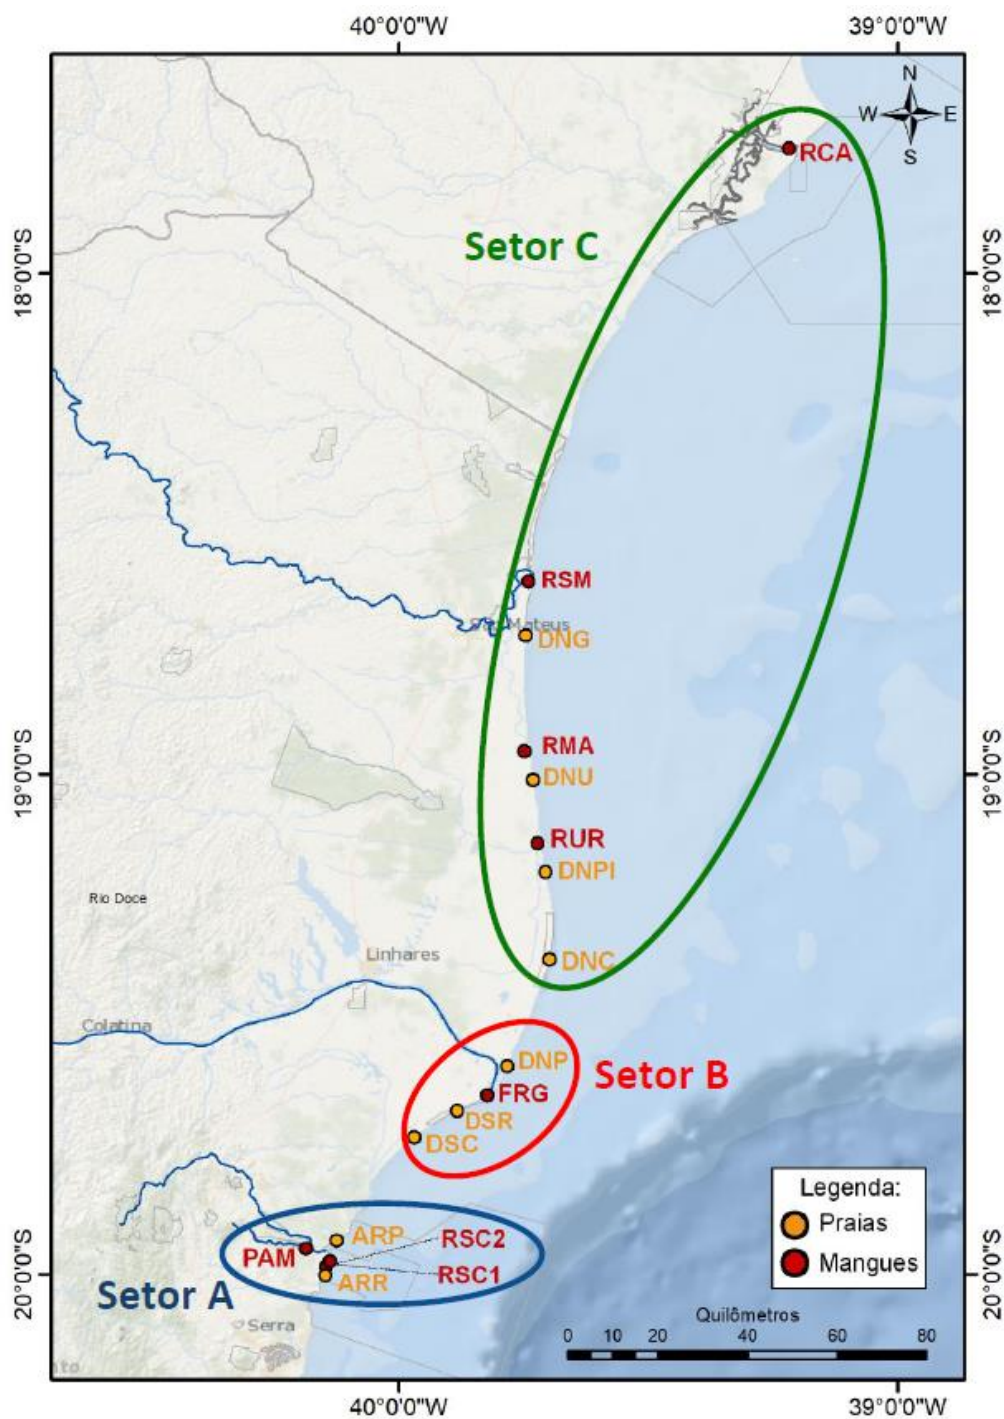 40°0'0"W
39°0'0"W
N
W
E
S
RCA
Setor C
18°0'0"S
18°0'0"S
RSM
São Mateus
DNG
RMA
19°0'0"S
19°0'0"S
DNU
RUR
DNPI
Rio Doce
Linhares
DNC
Colatina
DNP
Setor B
FRG
DSR
DSC
Legenda:
Praias
Mangues
ARP
RSC2
PAM
RSC1
ARR
Setor A
20°0'0"S
20°0'0"S
Serra
Quilômetros
0 10 20 40 60 80
40°0'0"W
39°0'0"W